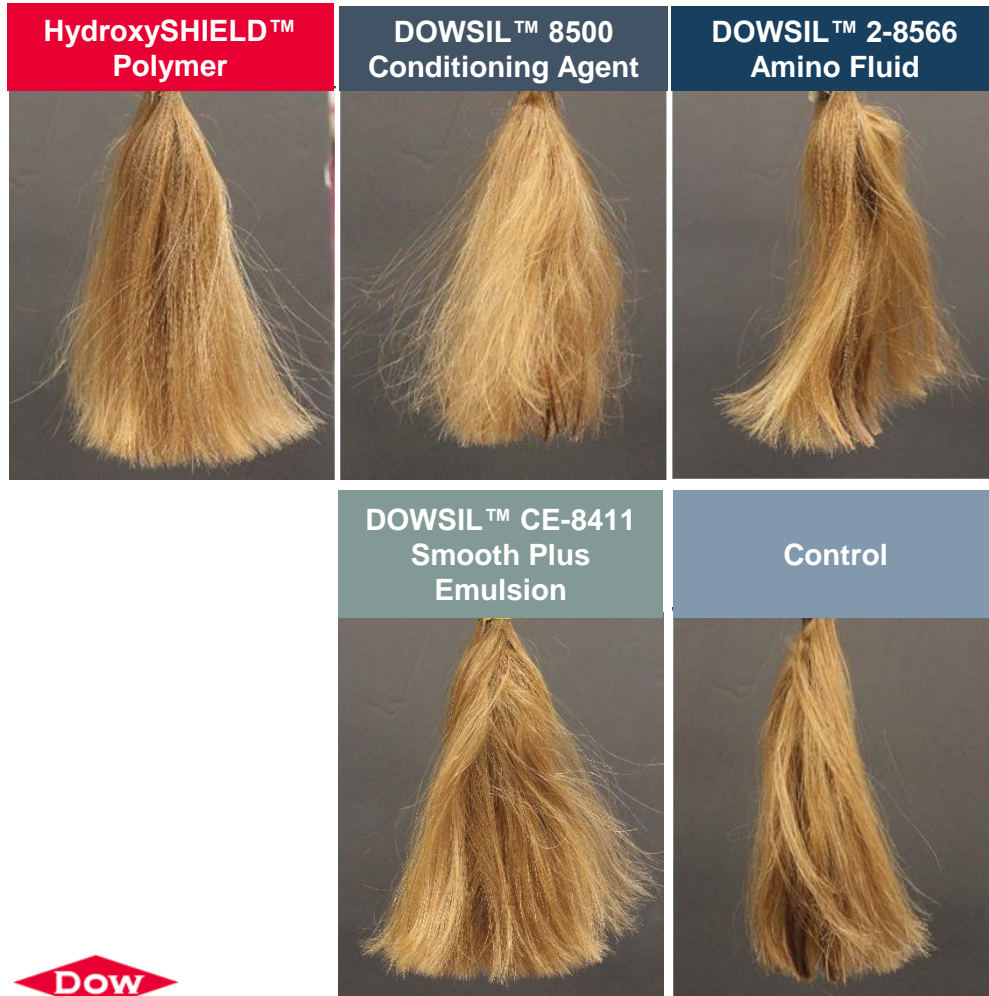 HydroxySHIELD™
Polymer
DOWSIL™ 8500
Conditioning Agent
DOWSIL™ 2-8566
Amino Fluid
DOWSIL™ CE-8411
Smooth Plus
Emulsion
Control
Dow